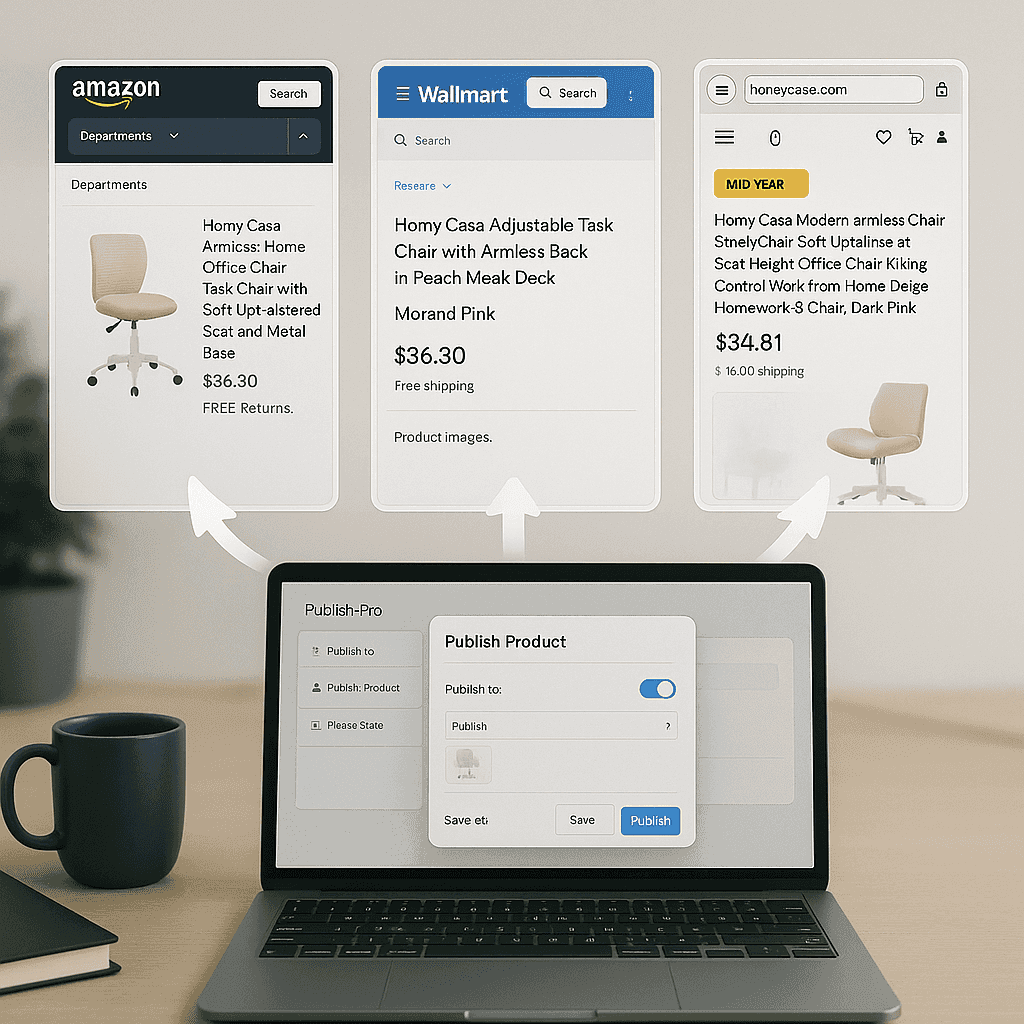 amazon
Search
Departments
Departments
Homy Casa
Armicss: Home
Office Chair
Task Chair with
Soft Upt-alstered
Scat and Metal
Base
$36.30
FREE Returns.
Wallmart
Search
Search
Researe
Homy Casa Adjustable Task
Chair with Armless Back
in Peach Meak Deck
Morand Pink
$36.30
Free shipping
Product images.
honeycase.com
MID YEAR
Homy Casa Modern armless Chair
StnelyChair Soft Uptalinse at
Scat Height Office Chair Kiking
Control Work from Home Deige
Homework-8 Chair, Dark Pink
$34.81
$ 16.00 shipping
Publish-Pro
Publish to
Publsh: Product
Please State
Publish Product
Pubilsh to:
Publish
Save
Publish